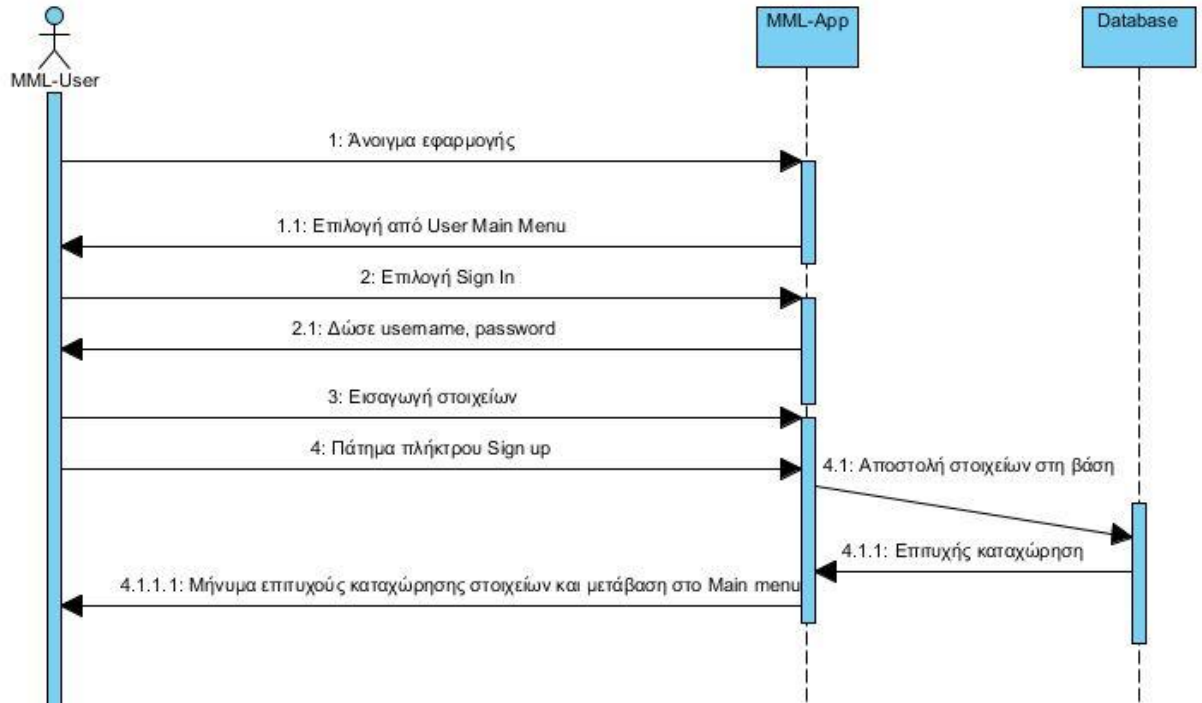 MML-User
MML-App
Database
1: Άνοιγμα εφαρμογής
1.1: Επιλογή από User Main Menu
2: Επιλογή Sign In
2.1: Δώσε username, password
3: Εισαγωγή στοιχείων
4: Πάτημα πλήκτρου Sign up
4.1: Αποστολή στοιχείων στη βάση
4.1.1: Επιτυχής καταχώρηση
4.1.1.1: Μήνυμα επιτυχούς καταχώρησης στοιχείων και μετάβαση στο Main menu